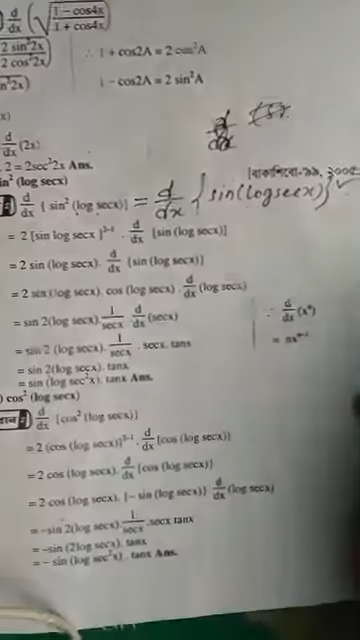 d/dx (√((1 − cos4x)/(1 + cos4x)))
2 sin²2x / 2 cos²2x)
∴ 1 + cos2A = 2 cos²A
n²2x)
1 − cos2A = 2 sin²A
x)
d/dx (2x)
. 2 = 2sec²2x Ans.
in² (log secx)
d/dx { sin² (log secx)} = d/dx { sin(logsecx)} ✓
= 2 [sin log secx ]²⁻¹ . d/dx {sin (log secx)}
= 2 sin (log secx). d/dx {sin (log secx)}
= 2 sin (log secx). cos (log secx) . d/dx (log secx)
= sin 2(log secx) . 1/secx . d/dx (secx)
∵ d/dx (xⁿ)
= sin 2 (log secx). 1/secx . secx. tanx
= nxⁿ⁻¹
= sin 2(log secx). tanx
= sin (log sec²x). tanx Ans.
) cos² (log secx)
d/dx {cos² (log secx)}
= 2 {cos (log secx)}²⁻¹ . d/dx {cos (log secx)}
= 2 cos (log secx). d/dx {cos (log secx)}
= 2 cos (log secx). {− sin (log secx)} d/dx (log secx)
= −sin 2(log secx) . 1/secx .secx tanx
= −sin (2log secx). tanx
= − sin (log sec²x) . tanx Ans.